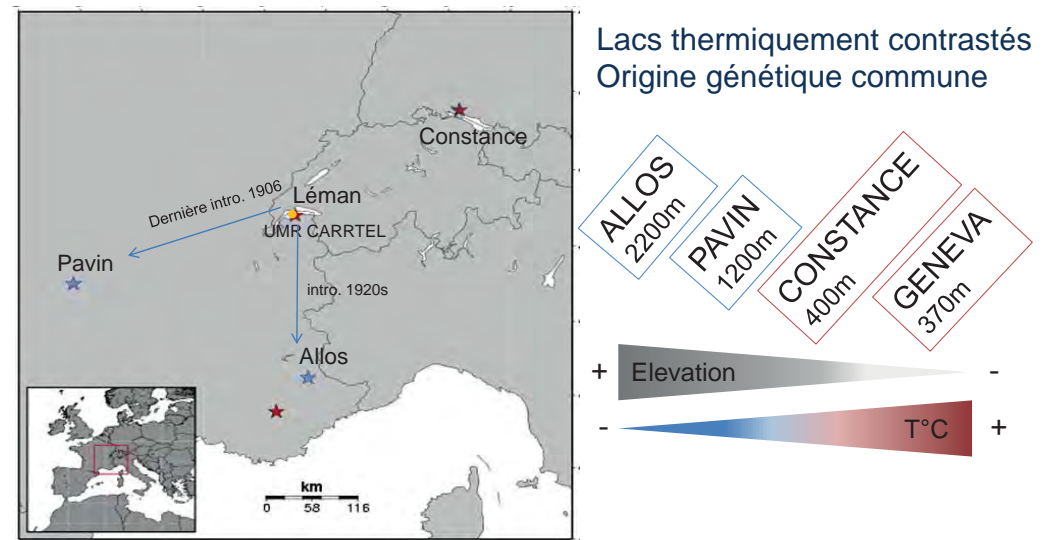 Lacs thermiquement contrastés
Origine génétique commune
Constance
Dernière intro. 1906
Léman
UMR CARRTEL
Pavin
intro. 1920s
Allos
km
0 58 116
ALLOS
2200m
PAVIN
1200m
CONSTANCE
400m
GENEVA
370m
+ Elevation -
- T°C +